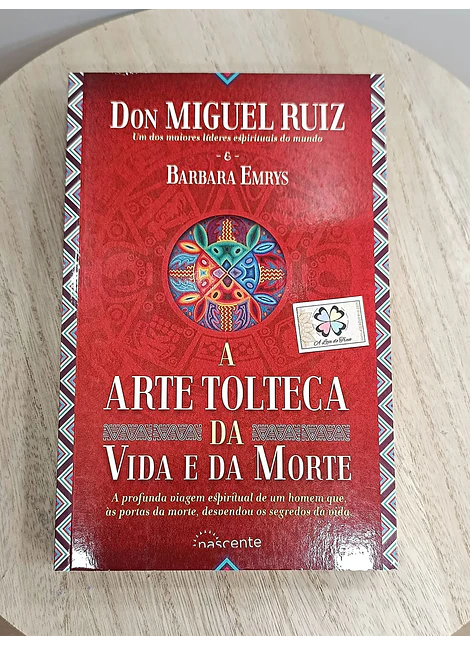 Don Miguel Ruiz
Um dos maiores líderes espirituais do mundo
- & -
Barbara Emrys
A
Arte Tolteca
da
Vida e da Morte
A profunda viagem espiritual de um homem que,
às portas da morte, desvendou os segredos da vida
nascente